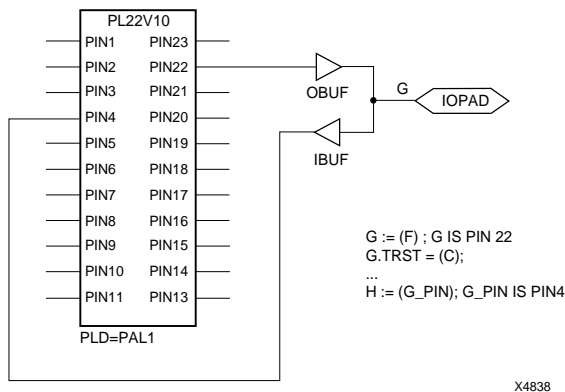 PL22V10
PIN1 PIN23
PIN2 PIN22
PIN3 PIN21
PIN4 PIN20
PIN5 PIN19
PIN6 PIN18
PIN7 PIN17
PIN8 PIN16
PIN9 PIN15
PIN10 PIN14
PIN11 PIN13
PLD=PAL1
OBUF
G
IOPAD
IBUF
G := (F) ; G IS PIN 22
G.TRST = (C);
...
H := (G_PIN); G_PIN IS PIN4
X4838